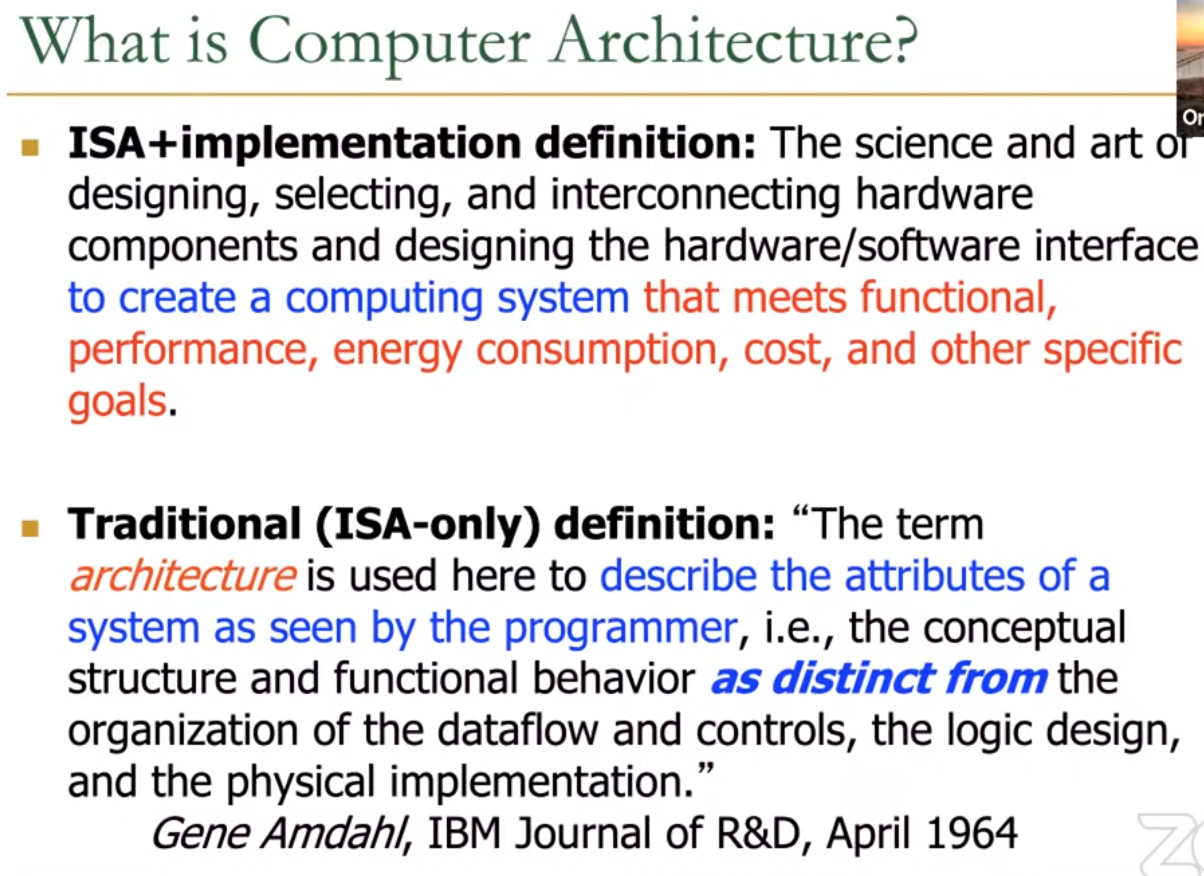 What is Computer Architecture?
ISA+implementation definition: The science and art of
designing, selecting, and interconnecting hardware
components and designing the hardware/software interface
to create a computing system that meets functional,
performance, energy consumption, cost, and other specific
goals.
Traditional (ISA-only) definition: “The term
architecture is used here to describe the attributes of a
system as seen by the programmer, i.e., the conceptual
structure and functional behavior as distinct from the
organization of the dataflow and controls, the logic design,
and the physical implementation.”
Gene Amdahl, IBM Journal of R&D, April 1964